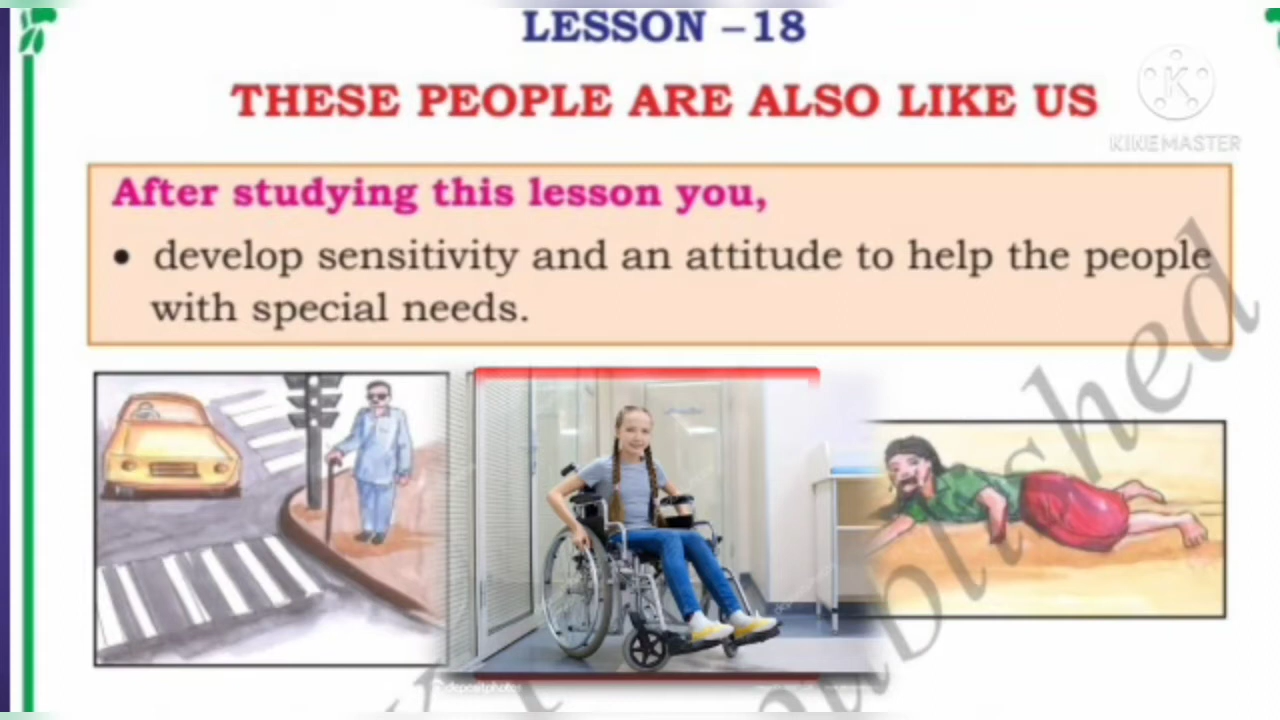 LESSON – 18
THESE PEOPLE ARE ALSO LIKE US
KINEMASTER
After studying this lesson you,
• develop sensitivity and an attitude to help the people
with special needs.
depositphotos